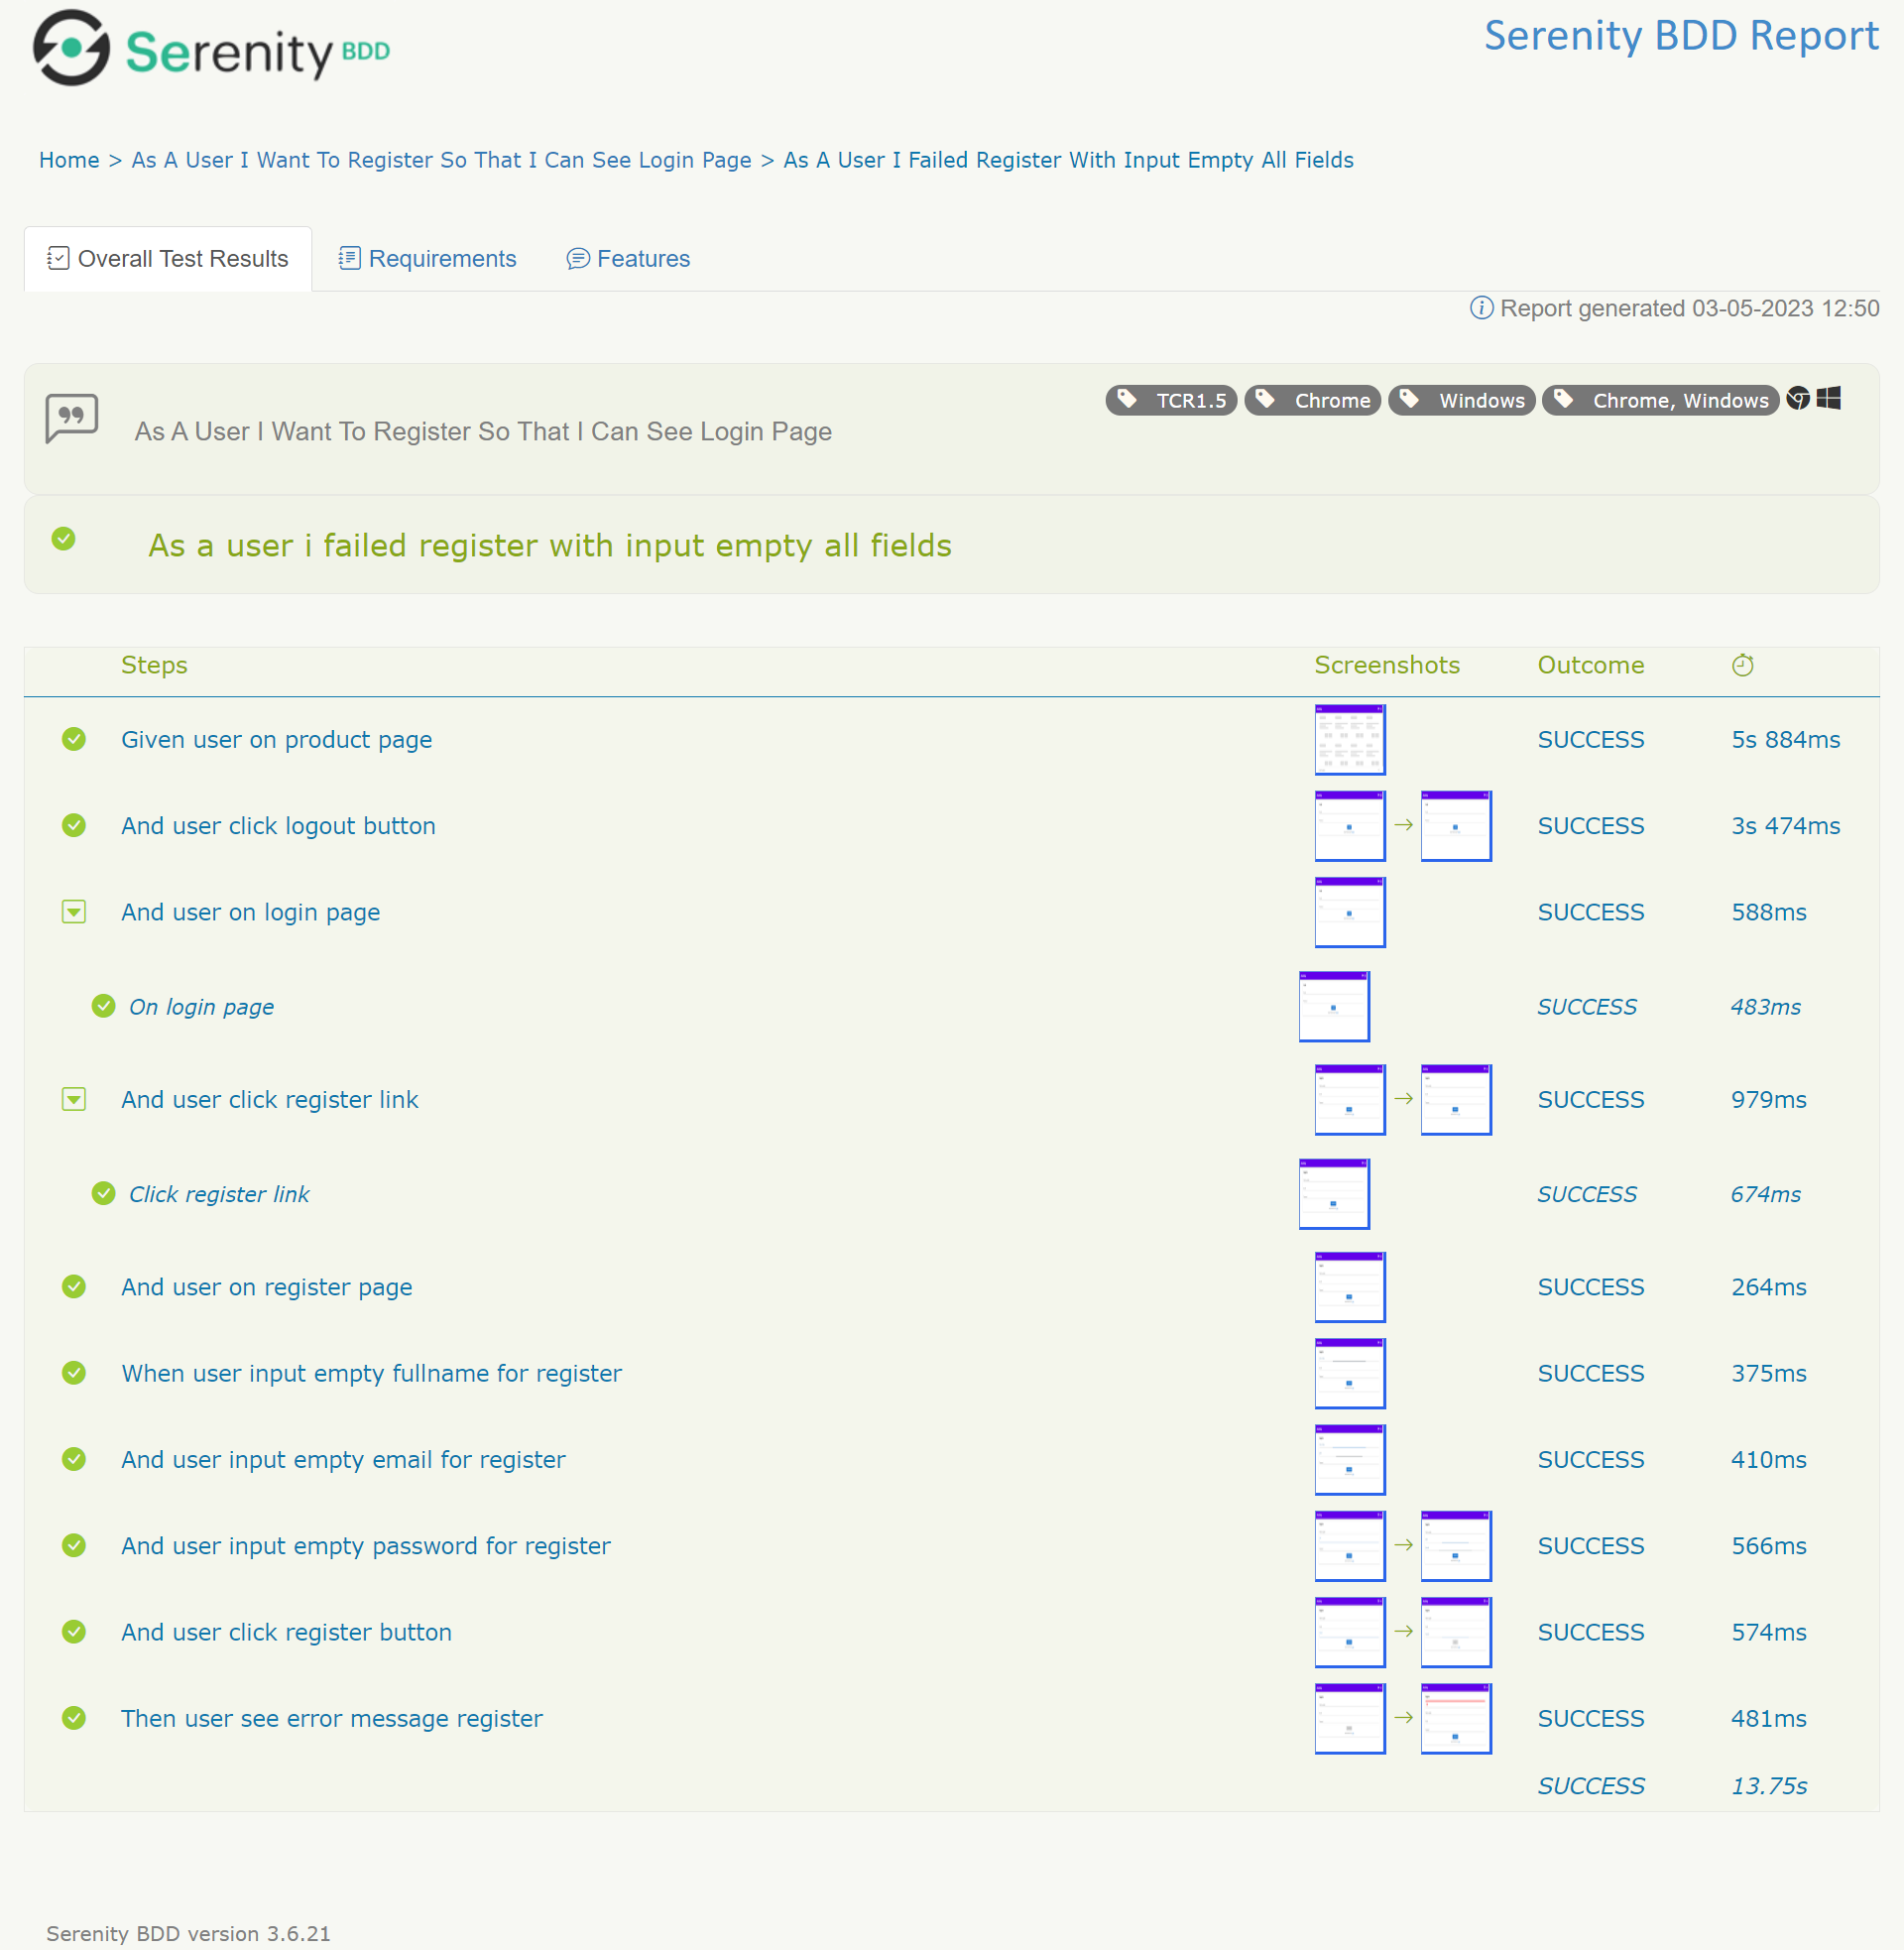 Serenity BDD
Serenity BDD Report
Home > As A User I Want To Register So That I Can See Login Page > As A User I Failed Register With Input Empty All Fields
Overall Test Results Requirements Features
Report generated 03-05-2023 12:50
TCR1.5 Chrome Windows Chrome, Windows
As A User I Want To Register So That I Can See Login Page
As a user i failed register with input empty all fields
Steps Screenshots Outcome
Given user on product page SUCCESS 5s 884ms
And user click logout button SUCCESS 3s 474ms
And user on login page SUCCESS 588ms
On login page SUCCESS 483ms
And user click register link SUCCESS 979ms
Click register link SUCCESS 674ms
And user on register page SUCCESS 264ms
When user input empty fullname for register SUCCESS 375ms
And user input empty email for register SUCCESS 410ms
And user input empty password for register SUCCESS 566ms
And user click register button SUCCESS 574ms
Then user see error message register SUCCESS 481ms
SUCCESS 13.75s
Serenity BDD version 3.6.21